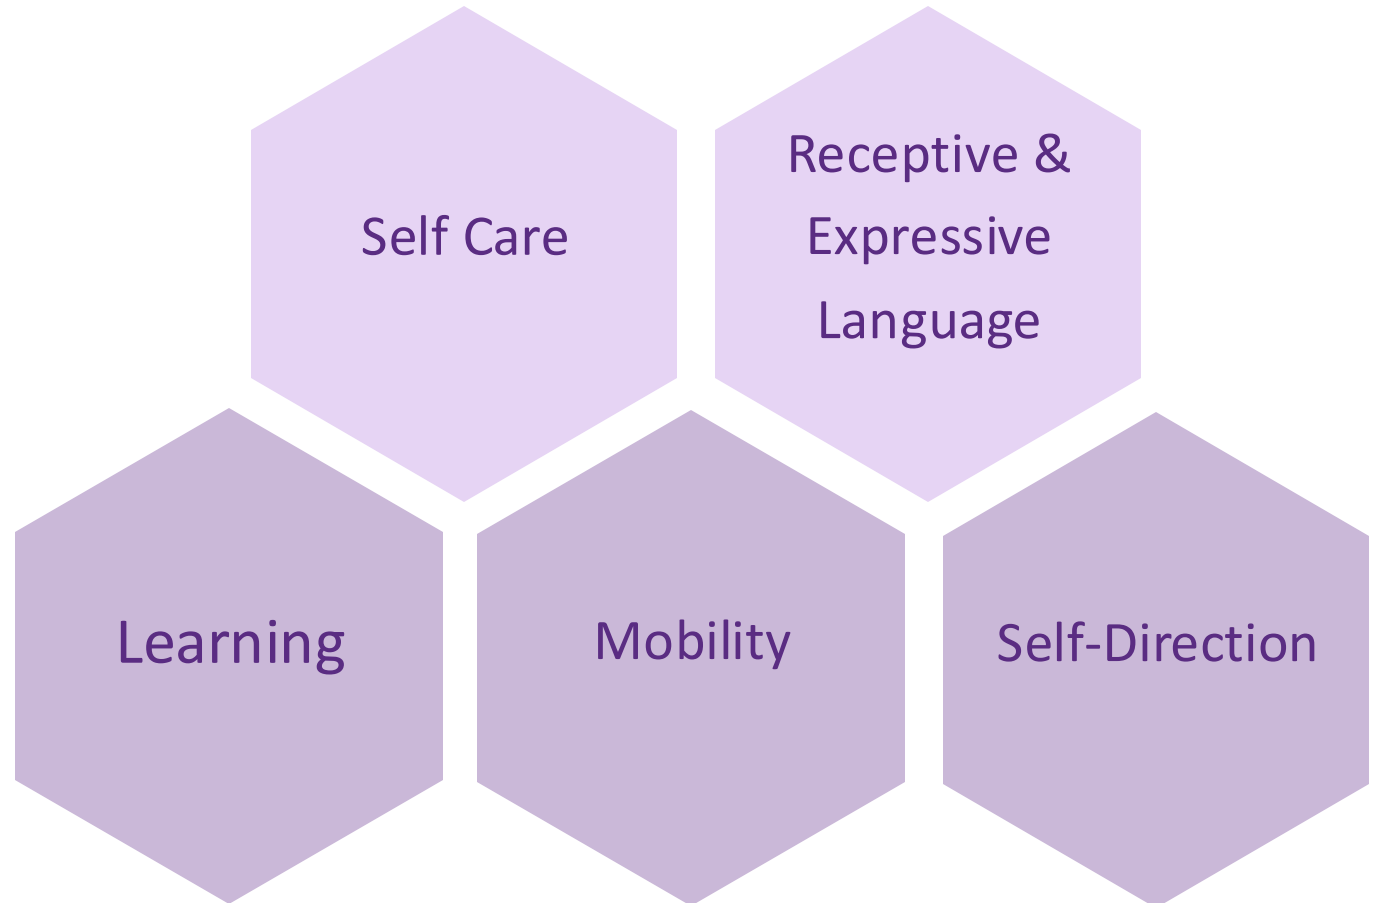 Self Care
Receptive &
Expressive
Language
Learning
Mobility
Self-Direction